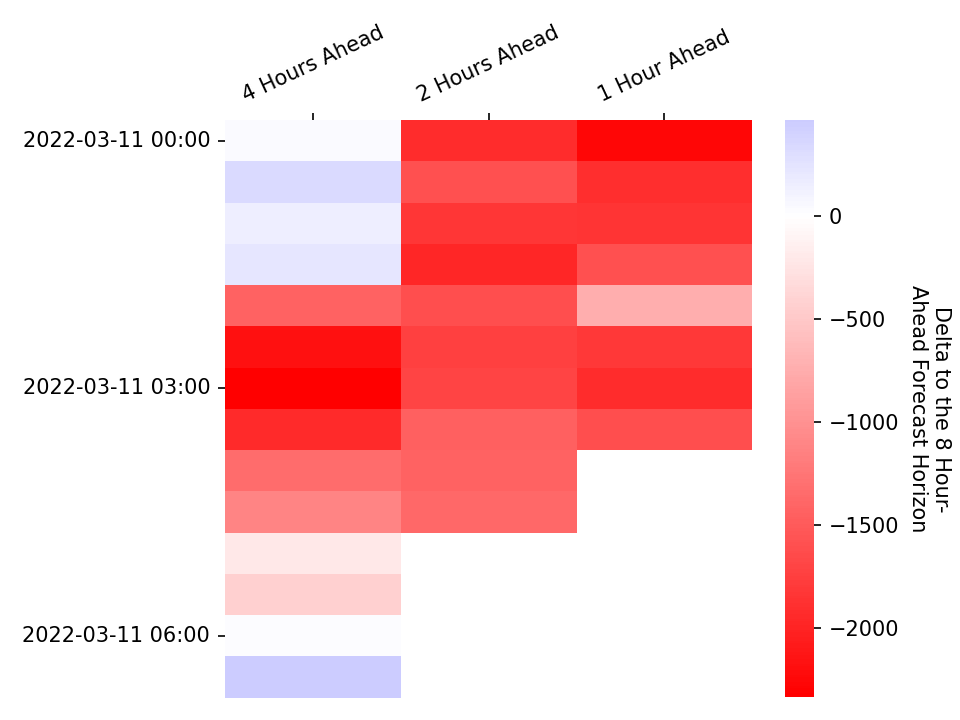 4 Hours Ahead
2 Hours Ahead
1 Hour Ahead
2022-03-11 00:00
2022-03-11 03:00
2022-03-11 06:00
0
−500
−1000
−1500
−2000
Delta to the 8 Hour-
Ahead Forecast Horizon